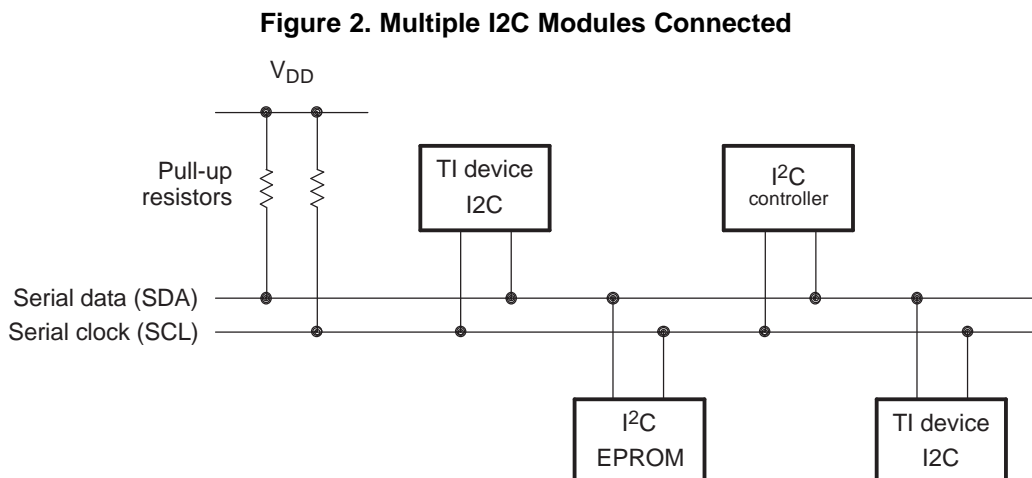 Figure 2. Multiple I2C Modules Connected
VDD
Pull-up
resistors
TI device
I2C
I2C
controller
Serial data (SDA)
Serial clock (SCL)
I2C
EPROM
TI device
I2C